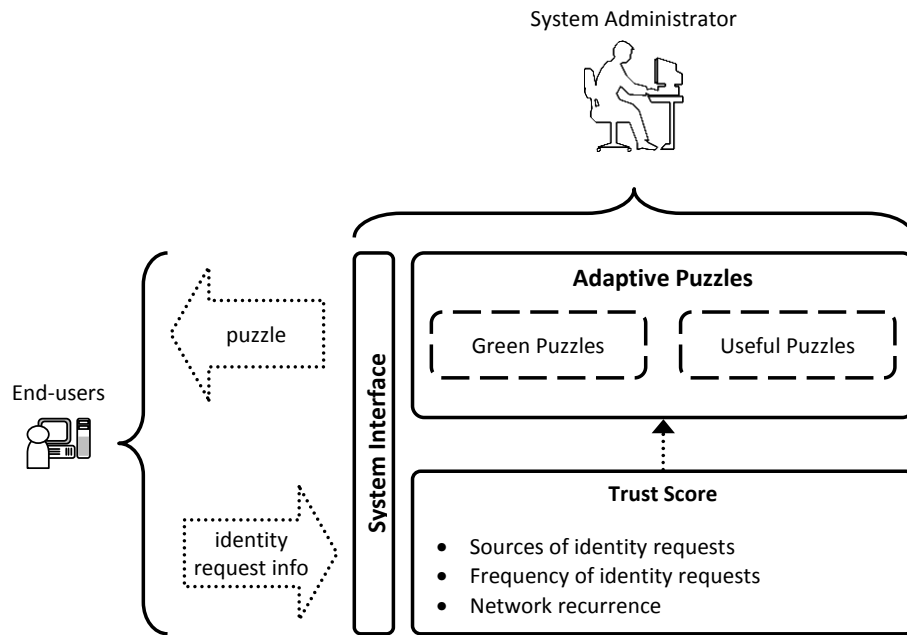 System Administrator
Adaptive Puzzles
Green Puzzles
Useful Puzzles
puzzle
End-users
System Interface
Trust Score
• Sources of identity requests
• Frequency of identity requests
• Network recurrence
identity
request info